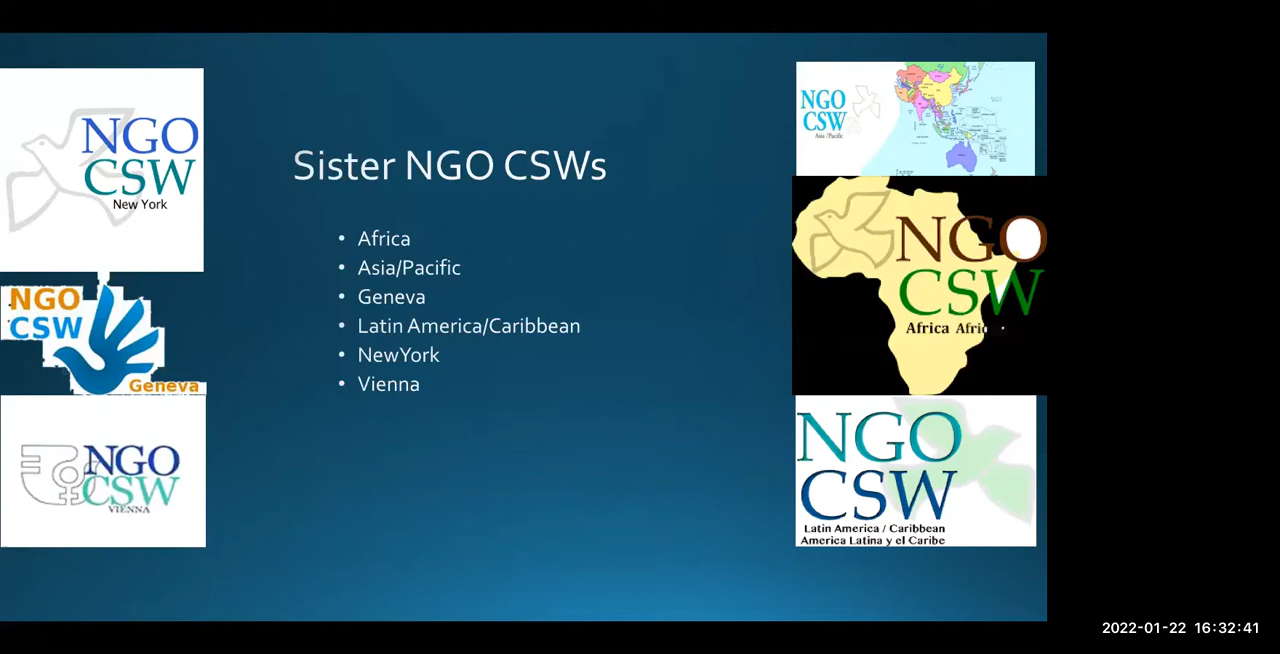 NGO
CSW
New York
NGO
CSW
Geneva
NGO
CSW
VIENNA
Sister NGO CSWs
• Africa
• Asia/Pacific
• Geneva
• Latin America/Caribbean
• NewYork
• Vienna
NGO
CSW
Asia/Pacific
NGO
CSW
Africa
NGO
CSW
Latin America / Caribbean
America Latina y el Caribe
2022-01-22 16:32:41